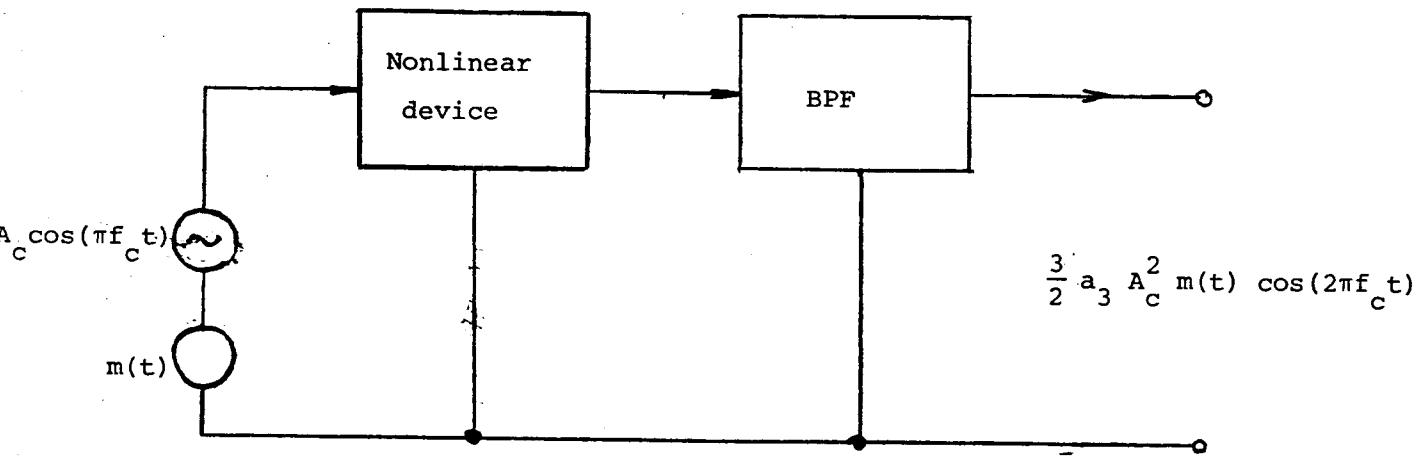 Nonlinear
device
BPF
A_c cos(πf_c t)
m(t)
3/2 a_3 A_c^2 m(t) cos(2πf_c t)